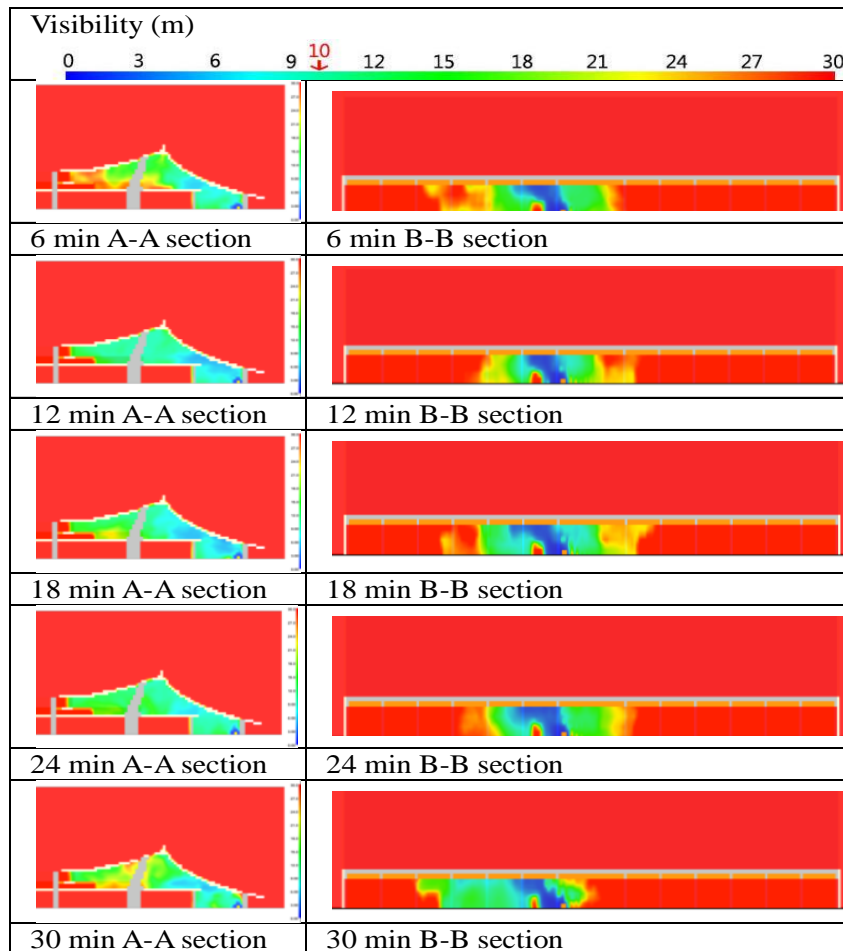 Visibility (m)
0 3 6 9 10 12 15 18 21 24 27 30
6 min A-A section 6 min B-B section
12 min A-A section 12 min B-B section
18 min A-A section 18 min B-B section
24 min A-A section 24 min B-B section
30 min A-A section 30 min B-B section